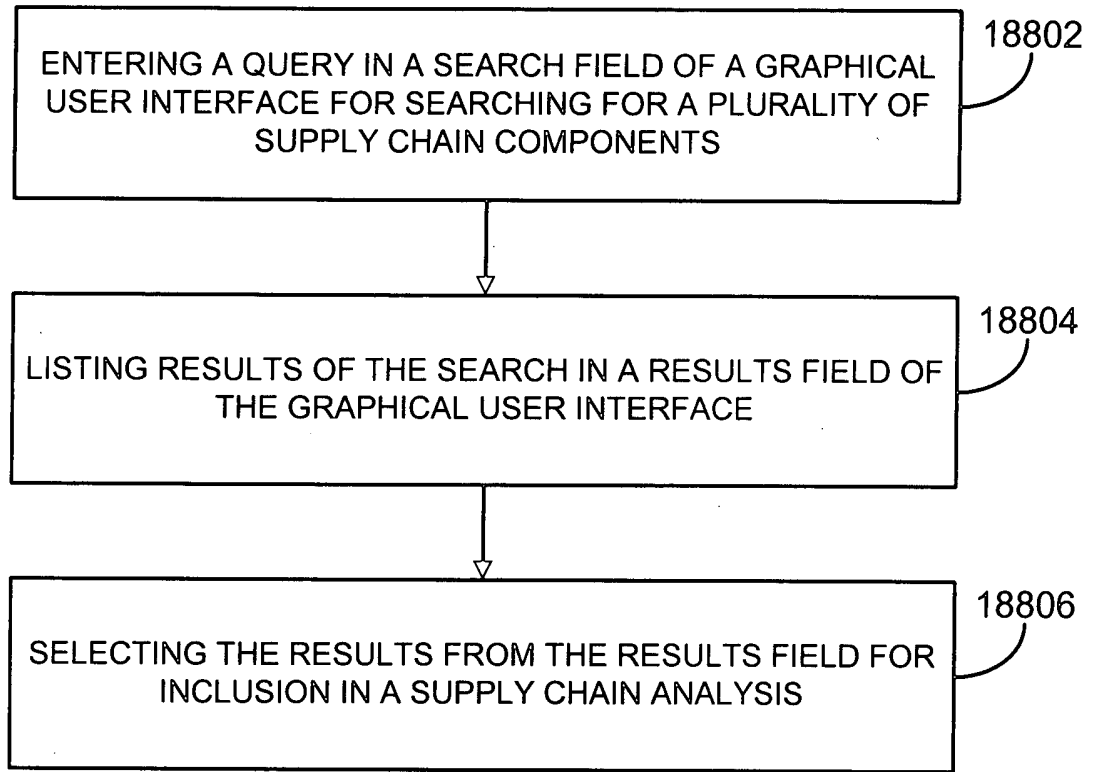 18802
ENTERING A QUERY IN A SEARCH FIELD OF A GRAPHICAL
USER INTERFACE FOR SEARCHING FOR A PLURALITY OF
SUPPLY CHAIN COMPONENTS
18804
LISTING RESULTS OF THE SEARCH IN A RESULTS FIELD OF
THE GRAPHICAL USER INTERFACE
18806
SELECTING THE RESULTS FROM THE RESULTS FIELD FOR
INCLUSION IN A SUPPLY CHAIN ANALYSIS